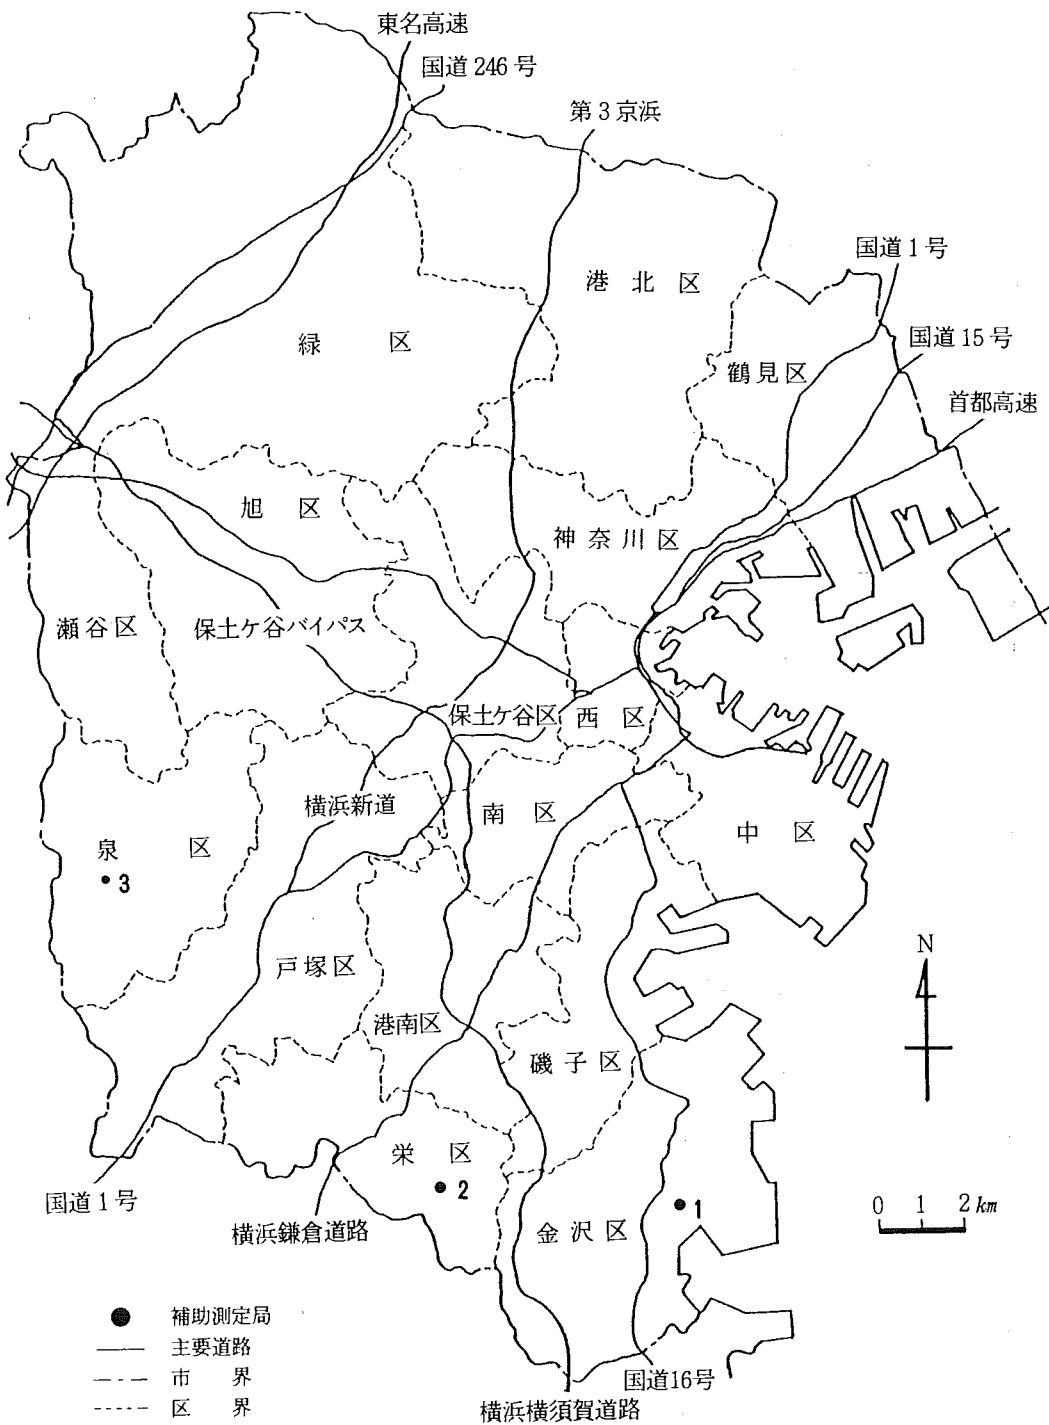 東名高速
国道246号
第3京浜
国道1号
港北区
緑区
国道15号
鶴見区
首都高速
旭区
神奈川区
瀬谷区
保土ケ谷バイパス
保土ケ谷区
西区
横浜新道
南区
中区
泉区
3
N
戸塚区
港南区
磯子区
栄区
2
国道1号
1
0 1 2km
横浜鎌倉道路
金沢区
補助測定局
主要道路
市界
区界
国道16号
横浜横須賀道路